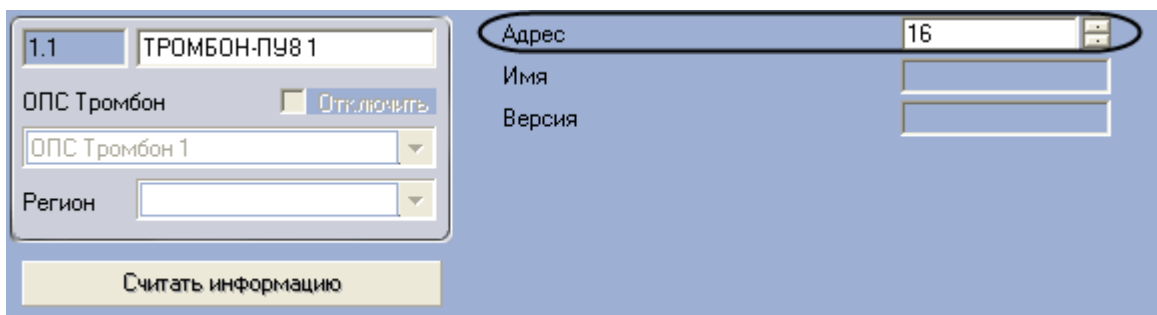 1.1 ТРОМБОН-ПУ8 1
ОПС Тромбон Отключить
ОПС Тромбон 1
Регион
Считать информацию
Адрес 16
Имя
Версия